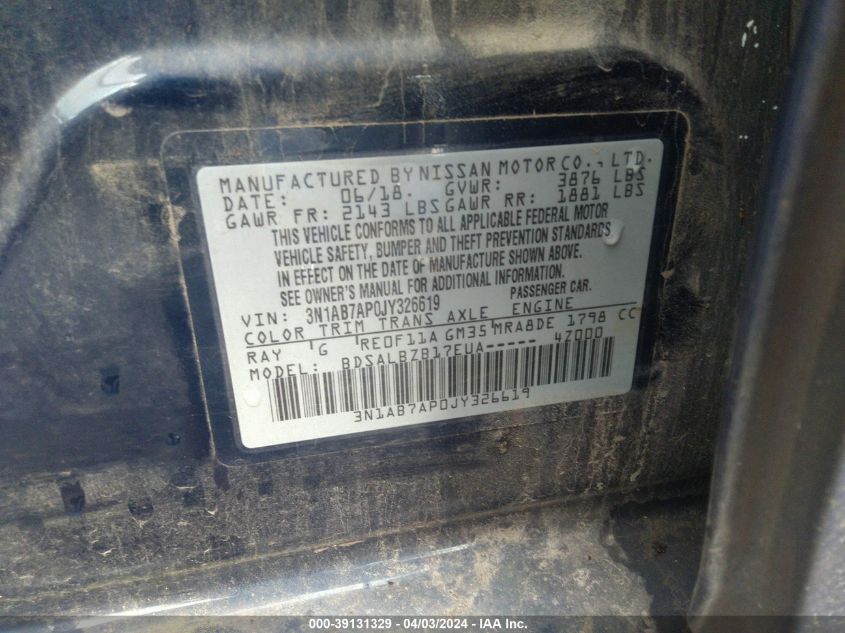 MANUFACTURED BY NISSAN MOTOR CO., LTD.
DATE: 06/18. GVWR: 3876 LBS
GAWR FR: 2143 LBS GAWR RR: 1881 LBS
THIS VEHICLE CONFORMS TO ALL APPLICABLE FEDERAL MOTOR
VEHICLE SAFETY, BUMPER AND THEFT PREVENTION STANDARDS
IN EFFECT ON THE DATE OF MANUFACTURE SHOWN ABOVE.
SEE OWNER'S MANUAL FOR ADDITIONAL INFORMATION.
VIN: 3N1AB7AP0JY326619 PASSENGER CAR.
COLOR TRIM TRANS AXLE ENGINE
RAY 'G 'RE0F11A GM35 MRA8DE 1798 CC
MODEL: BDSALBZB17EUA----- 4Z000
3N1AB7AP0JY326619
000-39131329 | 04/03/2024 - IAA Inc.